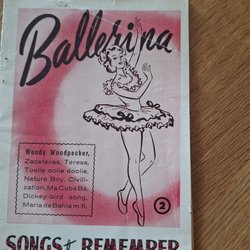 Ballerina
Woody Woodpecker,
Zacatecas, Teresa,
Toolie oolie doolie,
Nature Boy, Civili-
zation, Ma Cuba Ba,
Dickey-bird song,
Maria de Bahia m.fl.
2
SONGS to REMEMBER